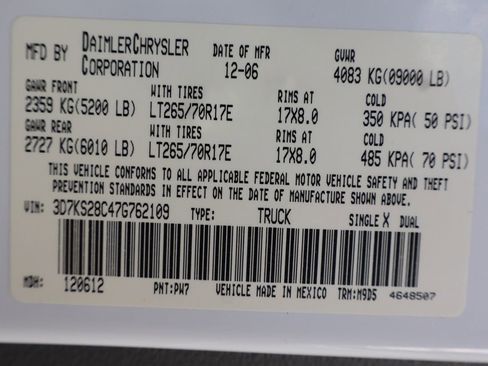 MFD BY DAIMLERCHRYSLER CORPORATION DATE OF MFR 12-06 GVWR 4083 KG(09000 LB)
GAWR FRONT WITH TIRES RIMS AT COLD
2359 KG(5200 LB) LT265/70R17E 17X8.0 350 KPA( 50 PSI)
GAWR REAR WITH TIRES RIMS AT COLD
2727 KG(6010 LB) LT265/70R17E 17X8.0 485 KPA( 70 PSI)
THIS VEHICLE CONFORMS TO ALL APPLICABLE FEDERAL MOTOR VEHICLE SAFETY AND THEFT
PREVENTION STANDARDS IN EFFECT ON THE DATE OF MANUFACTURE SHOWN ABOVE.
VIN: 3D7KS28C47G762109 TYPE: TRUCK SINGLE X DUAL
MDH: 120612 PNT:PW7 VEHICLE MADE IN MEXICO TRM:M9D5 4648507